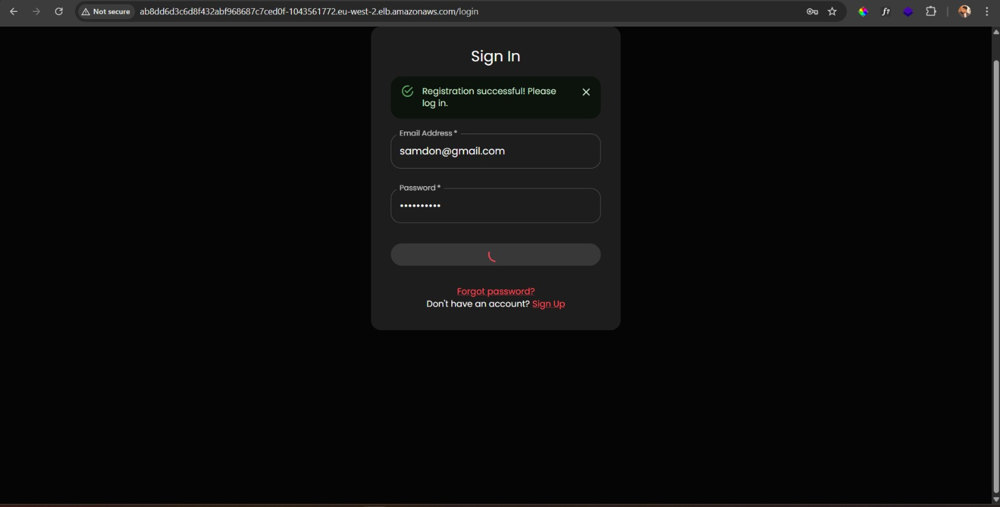 Not secure
ab8dd6d3c6d8f432abf968687c7ced0f-1043561772.eu-west-2.elb.amazonaws.com/login
f?
Sign In
Registration successful! Please
log in.
Email Address *
samdon@gmail.com
Password *
••••••••••
Forgot password?
Don't have an account? Sign Up